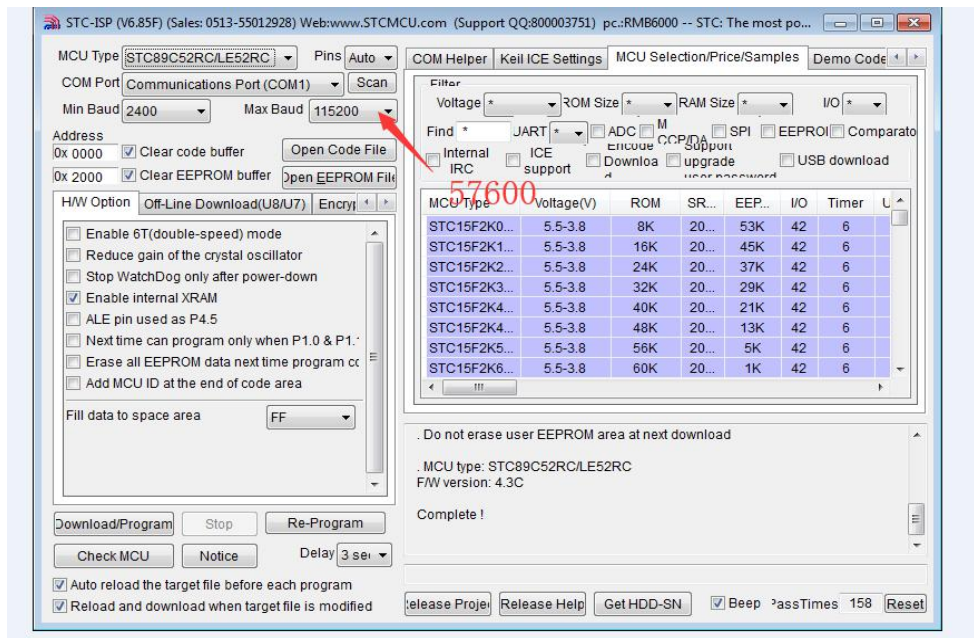 STC-ISP (V6.85F) (Sales: 0513-55012928) Web:www.STCMCU.com (Support QQ:800003751) pc.:RMB6000 -- STC: The most po...
MCU Type STC89C52RC/LE52RC Pins Auto
COM Port Communications Port (COM1) Scan
Min Baud 2400 Max Baud 115200
Address
0x 0000 Clear code buffer Open Code File
0x 2000 Clear EEPROM buffer Open EEPROM File
H/W Option Off-Line Download(U8/U7) Encry
Enable 6T(double-speed) mode
Reduce gain of the crystal oscillator
Stop WatchDog only after power-down
Enable internal XRAM
ALE pin used as P4.5
Next time can program only when P1.0 & P1.
Erase all EEPROM data next time program cc
Add MCU ID at the end of code area
Fill data to space area FF
Download/Program Stop Re-Program
Check MCU Notice Delay 3 se
Auto reload the target file before each program
Reload and download when target file is modified
COM Helper Keil ICE Settings MCU Selection/Price/Samples Demo Code
Filter
Voltage * ROM Size * RAM Size * I/O *
Find * UART * ADC CCP/DA SPI EEPROI Comparato
Internal IRC ICE support Encode Downloa Support upgrade user password USB download
57600
MCU Type Voltage(V) ROM SR... EEP... I/O Timer U
STC15F2K0... 5.5-3.8 8K 20... 53K 42 6
STC15F2K1... 5.5-3.8 16K 20... 45K 42 6
STC15F2K2... 5.5-3.8 24K 20... 37K 42 6
STC15F2K3... 5.5-3.8 32K 20... 29K 42 6
STC15F2K4... 5.5-3.8 40K 20... 21K 42 6
STC15F2K4... 5.5-3.8 48K 20... 13K 42 6
STC15F2K5... 5.5-3.8 56K 20... 5K 42 6
STC15F2K6... 5.5-3.8 60K 20... 1K 42 6
. Do not erase user EEPROM area at next download
. MCU type: STC89C52RC/LE52RC
F/W version: 4.3C
Complete !
Release Projec Release Help Get HDD-SN Beep PassTimes 158 Reset